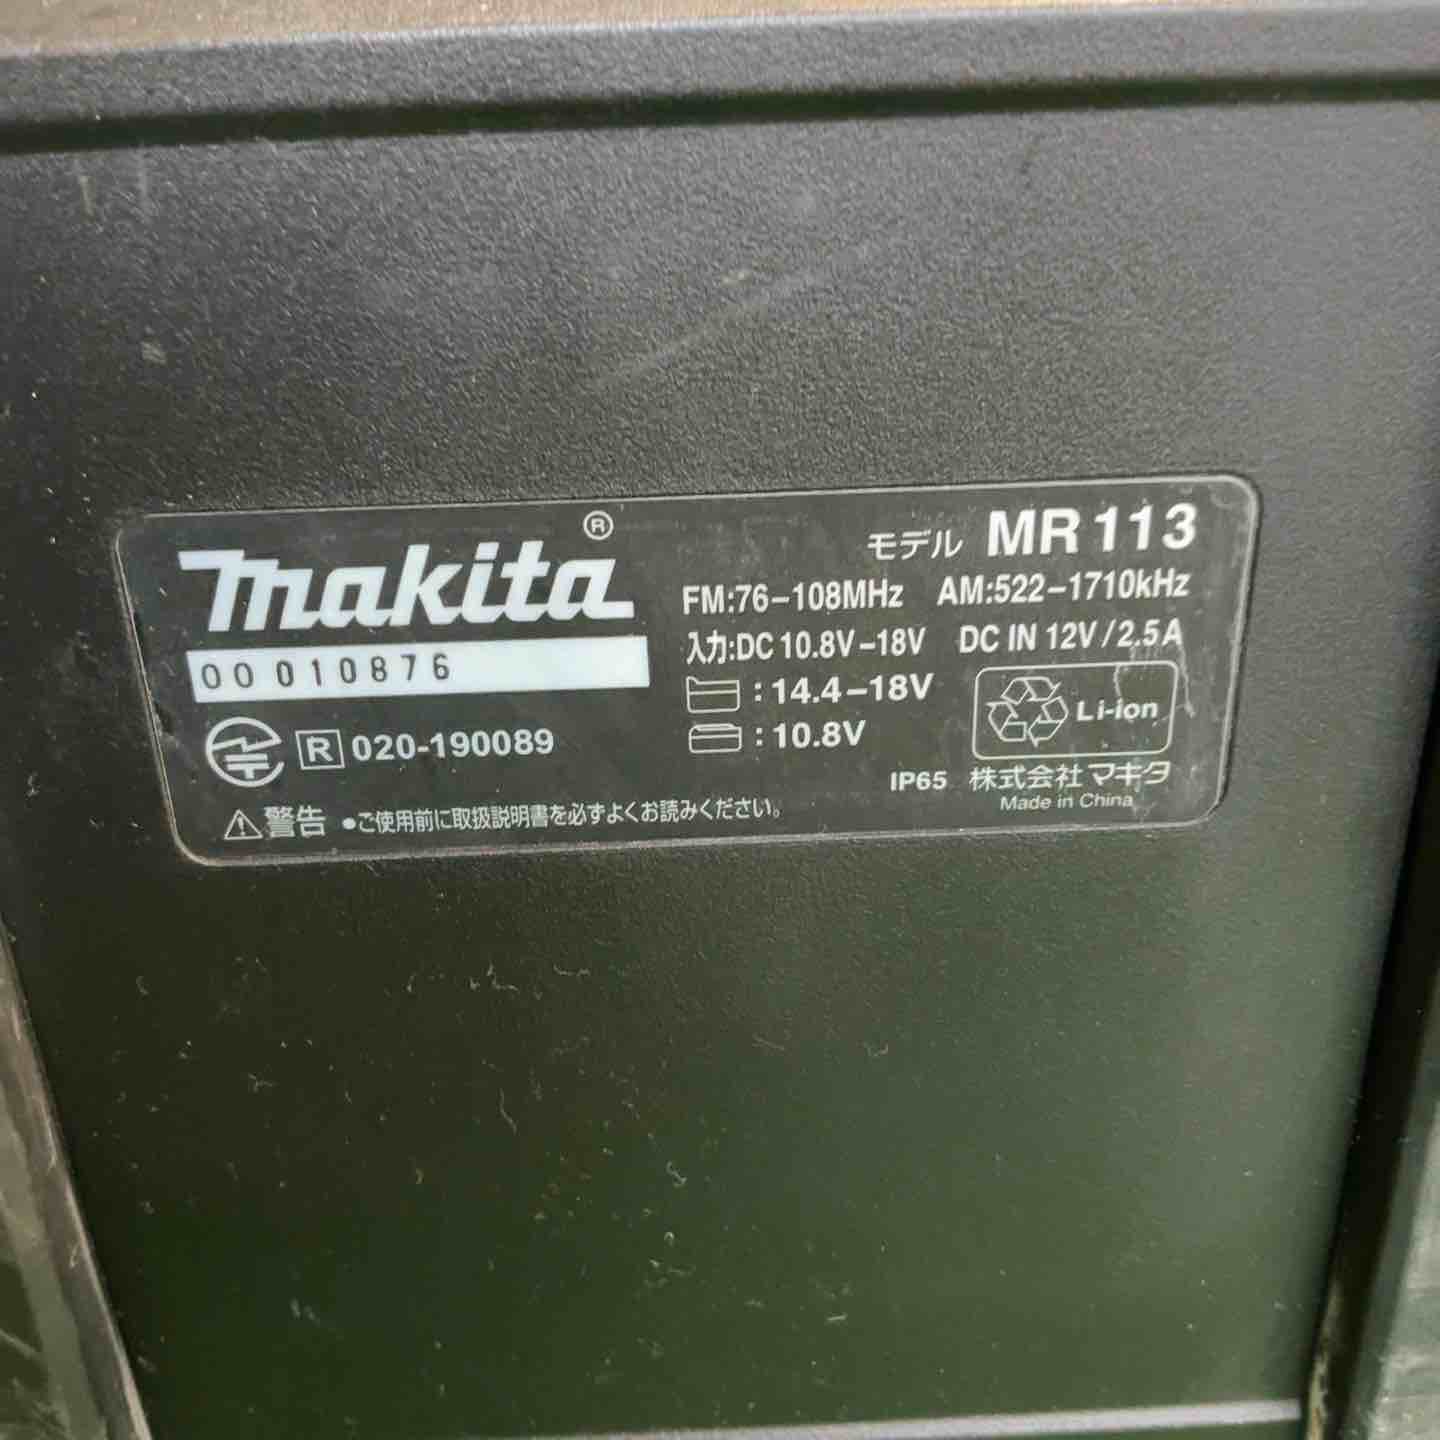 makita®
00 010876
R 020-190089
モデル MR113
FM:76-108MHz AM:522-1710kHz
入力:DC 10.8V-18V DC IN 12V/2.5A
:14.4-18V
:10.8V
Li-ion
IP65 株式会社マキタ
Made in China
⚠警告 ●ご使用前に取扱説明書を必ずよくお読みください。